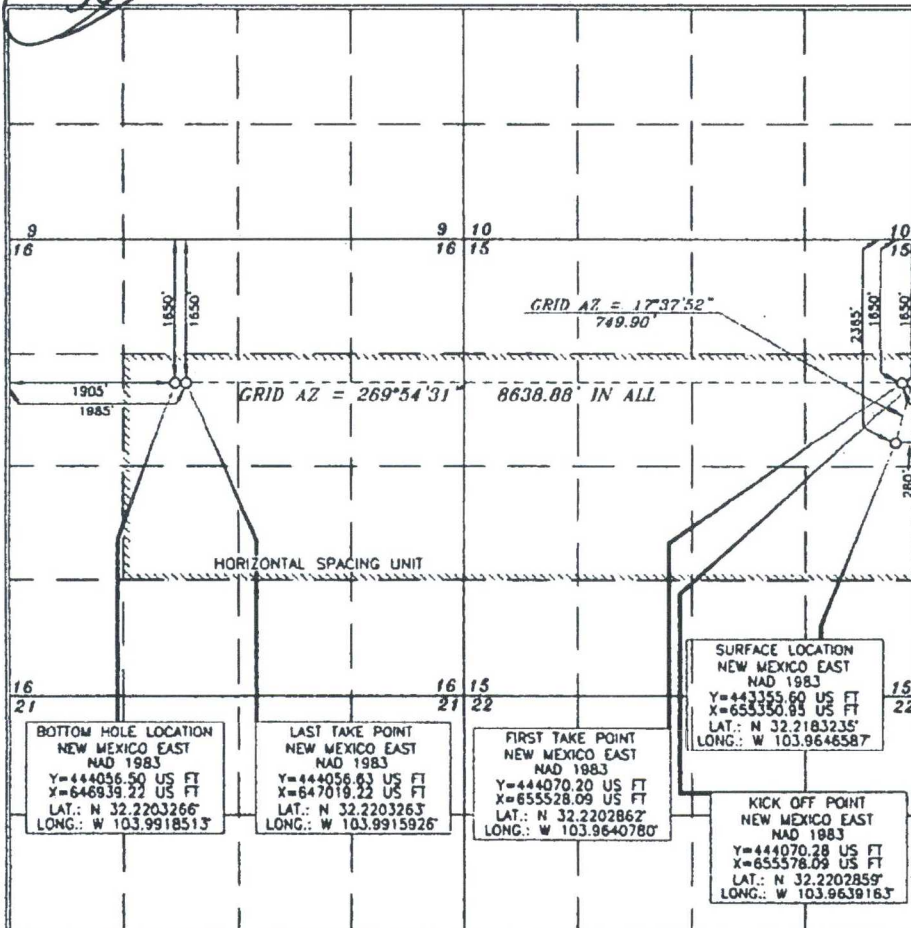 9
16
9 10
16 15
10
15
1650'
1650'
2365'
1650'
1650'
GRID AZ = 17°37'52"
749.90'
1905'
1985'
GRID AZ = 269°54'31" 8638.88' IN ALL
280'
HORIZONTAL SPACING UNIT
16
21
16 15
21 22
15
22
SURFACE LOCATION
NEW MEXICO EAST
NAD 1983
Y=443355.60 US FT
X=655350.95 US FT
LAT.: N 32.2183235°
LONG.: W 103.9646587°
BOTTOM HOLE LOCATION
NEW MEXICO EAST
NAD 1983
Y=444056.50 US FT
X=646939.22 US FT
LAT.: N 32.2203266°
LONG.: W 103.9918513°
LAST TAKE POINT
NEW MEXICO EAST
NAD 1983
Y=444056.63 US FT
X=647019.22 US FT
LAT.: N 32.2203263°
LONG.: W 103.9915926°
FIRST TAKE POINT
NEW MEXICO EAST
NAD 1983
Y=444070.20 US FT
X=655528.09 US FT
LAT.: N 32.2202862°
LONG.: W 103.9640780°
KICK OFF POINT
NEW MEXICO EAST
NAD 1983
Y=444070.28 US FT
X=655578.09 US FT
LAT.: N 32.2202859°
LONG.: W 103.9639163°